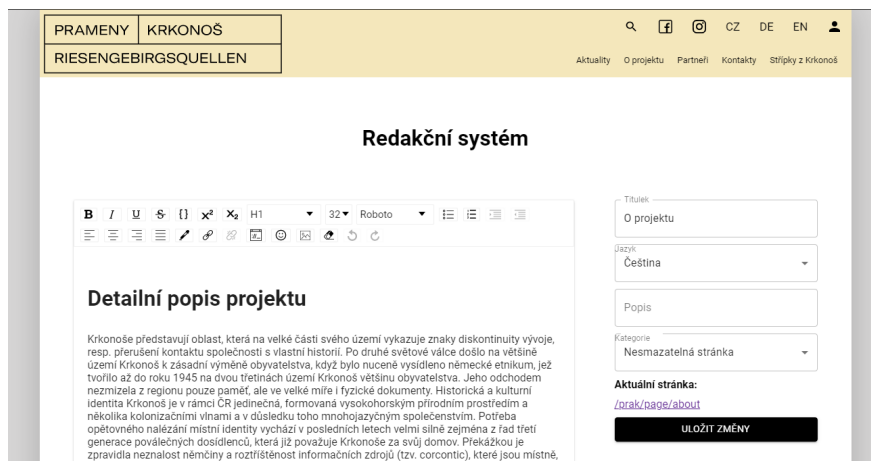 PRAMENY KRKONOŠ
RIESENGEBIRGSQUELLEN
CZ DE EN
Aktuality O projektu Partneři Kontakty Střípky z Krkonoš
Redakční systém
B I U S {} x² X₂ H1 32 Roboto
Detailní popis projektu
Krkonoše představují oblast, která na velké části svého území vykazuje znaky diskontinuity vývoje,
resp. přerušení kontaktu společnosti s vlastní historií. Po druhé světové válce došlo na většině
území Krkonoš k zásadní výměně obyvatelstva, když bylo nuceně vysídleno německé etnikum, jež
tvořilo až do roku 1945 na dvou třetinách území Krkonoš většinu obyvatelstva. Jeho odchodem
nezmizela z regionu pouze paměť, ale ve velké míře i fyzické dokumenty. Historická a kulturní
identita Krkonoš je v rámci ČR jedinečná, formovaná vysokohorským přírodním prostředím a
několika kolonizačními vlnami a v důsledku toho mnohojazyčným společenstvím. Potřeba
opětovného nalézání místní identity vychází v posledních letech velmi silně zejména z řad třetí
generace poválečných dosídlenců, která již považuje Krkonoše za svůj domov. Překážkou je
zpravidla neznalost němčiny a roztříštěnost informačních zdrojů (tzv. corcontic), které jsou místně,
Titulek
O projektu
Jazyk
Čeština
Popis
Kategorie
Nesmazatelná stránka
Aktuální stránka:
/prak/page/about
ULOŽIT ZMĚNY